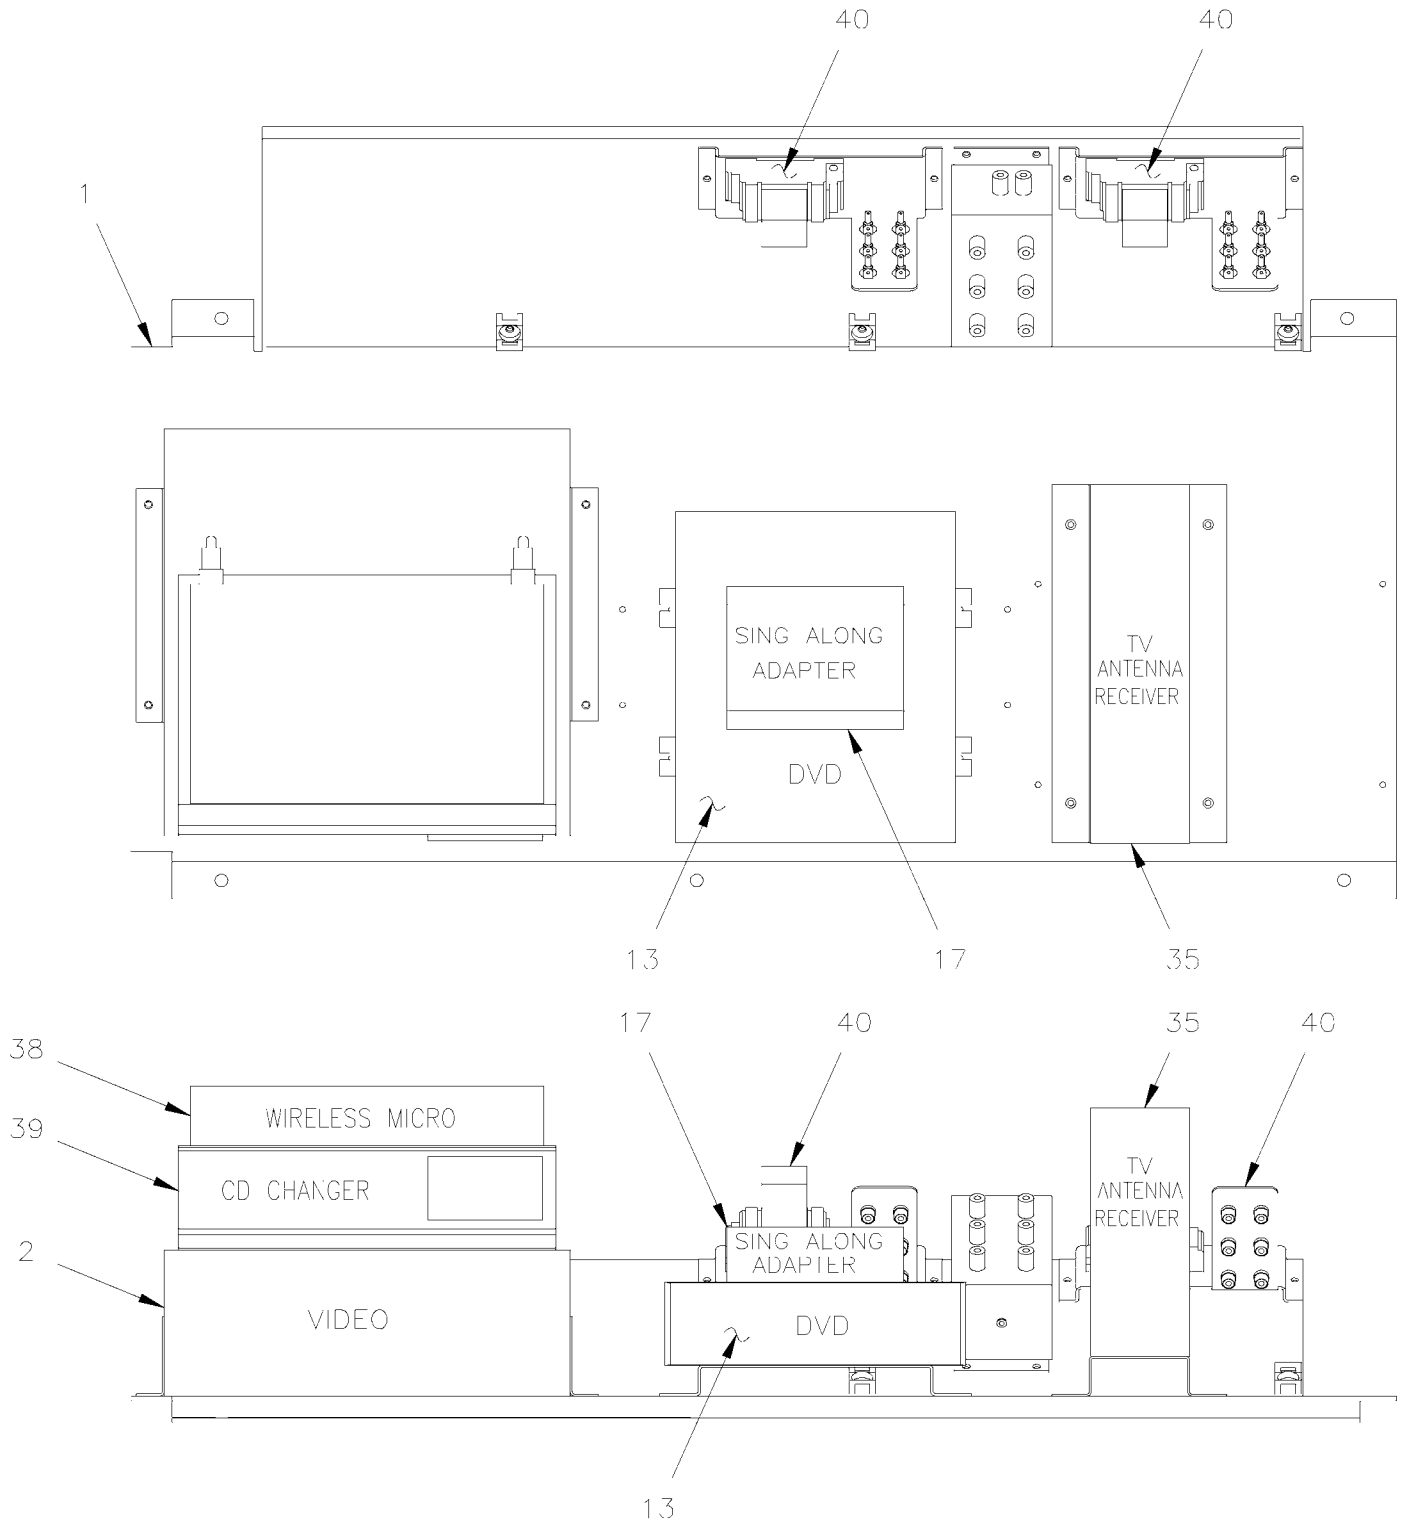 40
40
1
SING ALONG
ADAPTER
TV
ANTENNA
RECEIVER
DVD
13
17
35
17
40
35
40
38
WIRELESS MICRO
39
CD CHANGER
TV
ANTENNA
RECEIVER
2
SING ALONG
ADAPTER
VIDEO
DVD
13